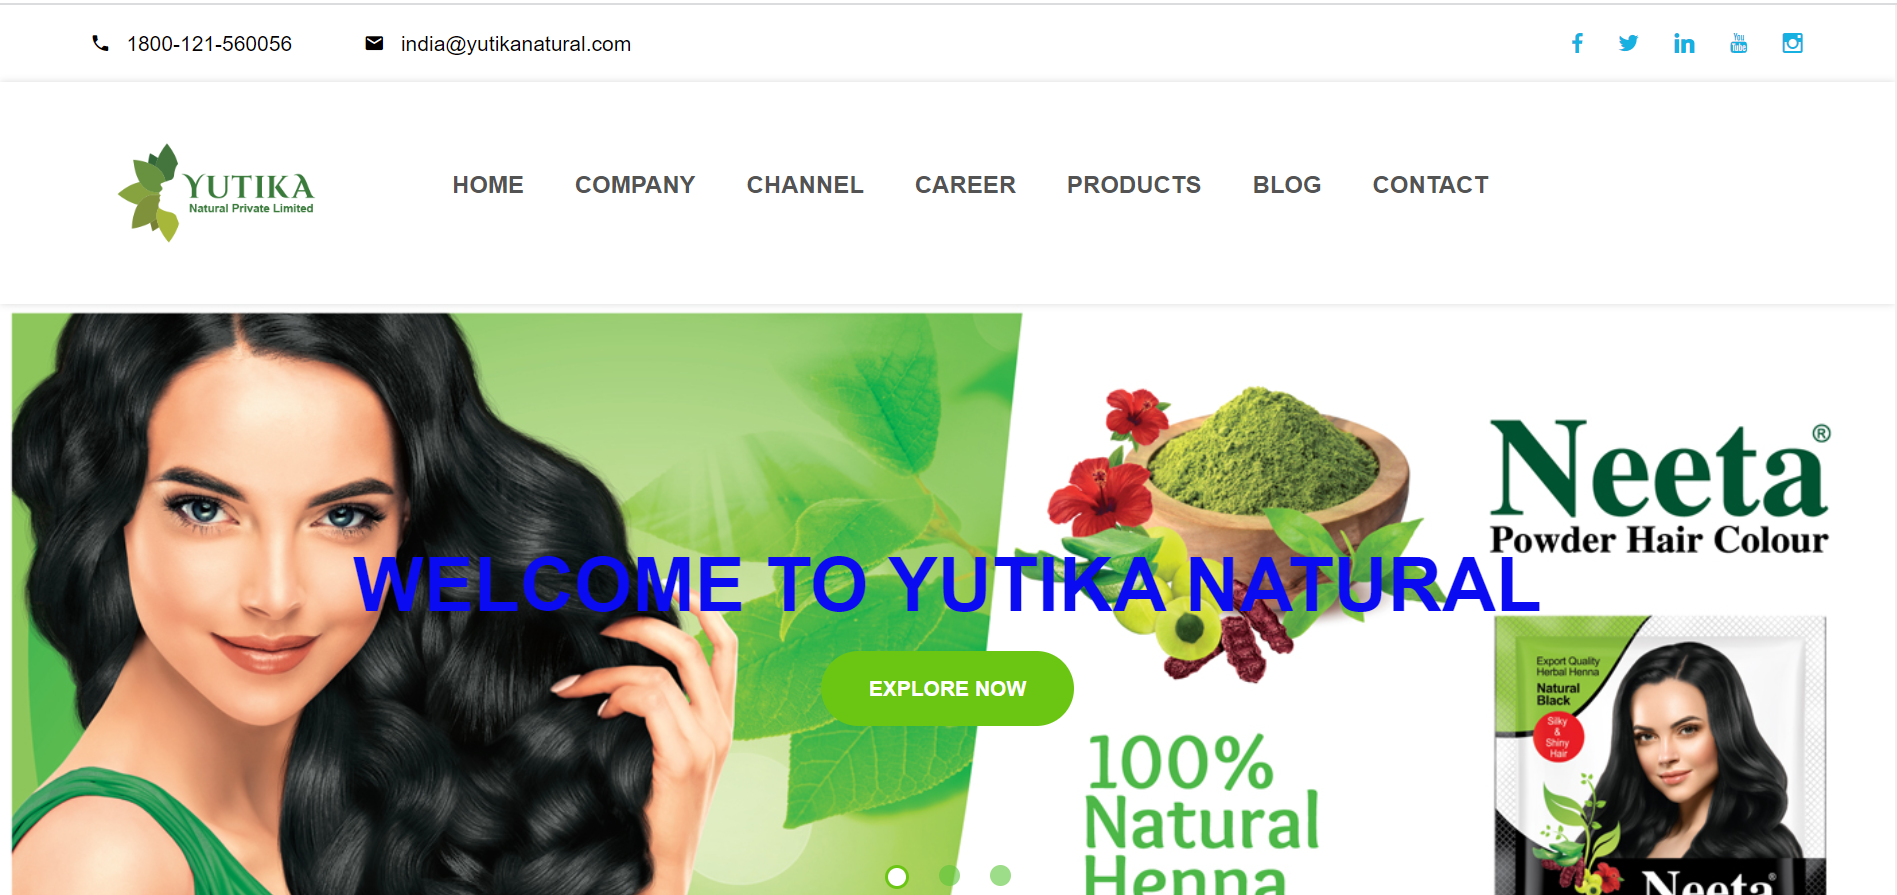 1800-121-560056
india@yutikanatural.com
You
Tube
YUTIKA
Natural Private Limited
HOME
COMPANY
CHANNEL
CAREER
PRODUCTS
BLOG
CONTACT
Neeta®
Powder Hair Colour
WELCOME TO YUTIKA NATURAL
EXPLORE NOW
100%
Natural
Henna
Export Quality
Herbal Henna
Natural
Black
Silky
&
Shiny
Hair
Neeta®